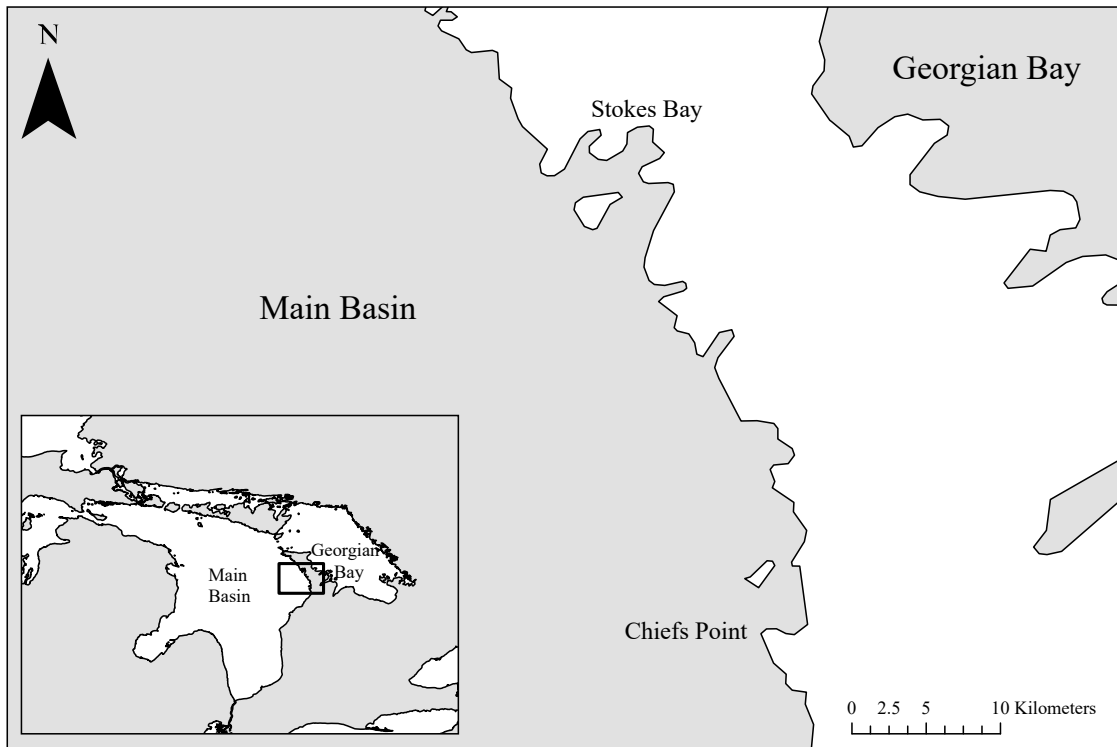 N
Georgian Bay
Stokes Bay
Main Basin
Georgian
Bay
Main
Basin
Chiefs Point
0 2.5 5 10 Kilometers